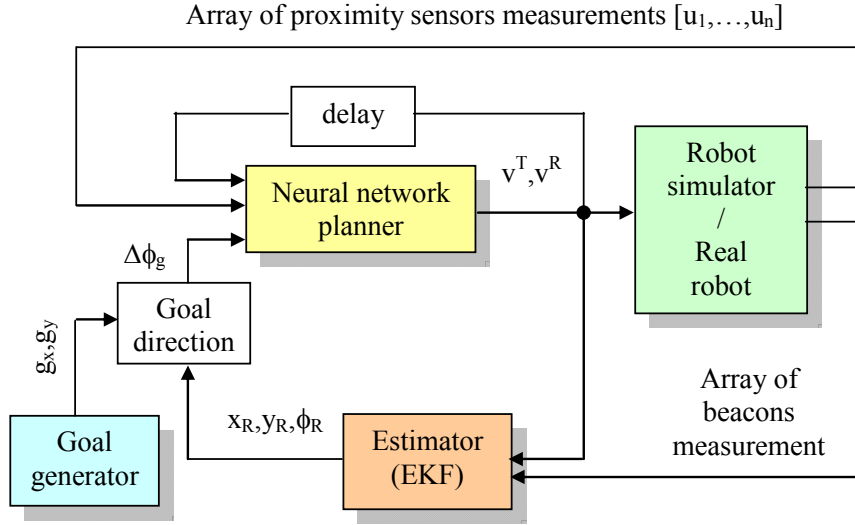 Array of proximity sensors measurements [u₁,…,uₙ]
delay
Neural network
planner
vᵀ,vᴿ
Robot
simulator
/
Real
robot
Δϕg
Goal
direction
gx,gy
Goal
generator
xR,yR,ϕR
Estimator
(EKF)
Array of
beacons
measurement